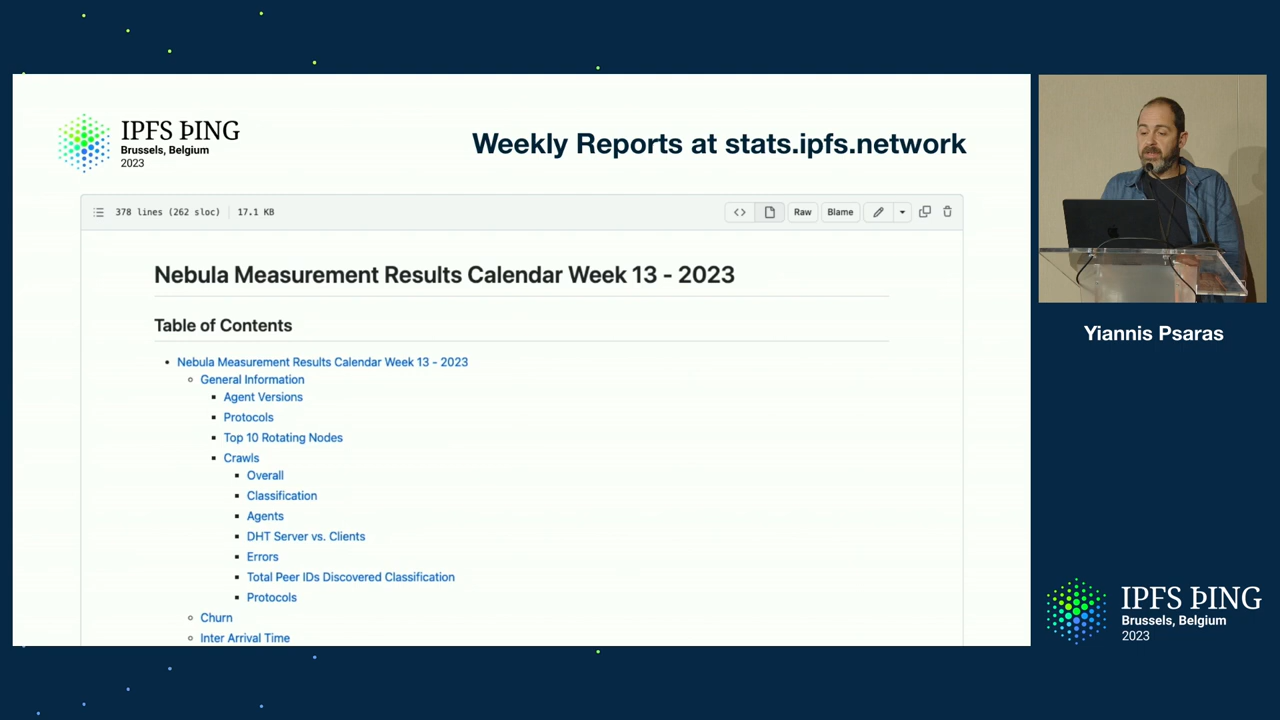 IPFS ÞING
Brussels, Belgium
2023
Weekly Reports at stats.ipfs.network
378 lines (262 sloc) 17.1 KB
Raw
Blame
Nebula Measurement Results Calendar Week 13 - 2023
Table of Contents
Nebula Measurement Results Calendar Week 13 - 2023
General Information
Agent Versions
Protocols
Top 10 Rotating Nodes
Crawls
Overall
Classification
Agents
DHT Server vs. Clients
Errors
Total Peer IDs Discovered Classification
Protocols
Churn
Inter Arrival Time
Yiannis Psaras
IPFS ÞING
Brussels, Belgium
2023